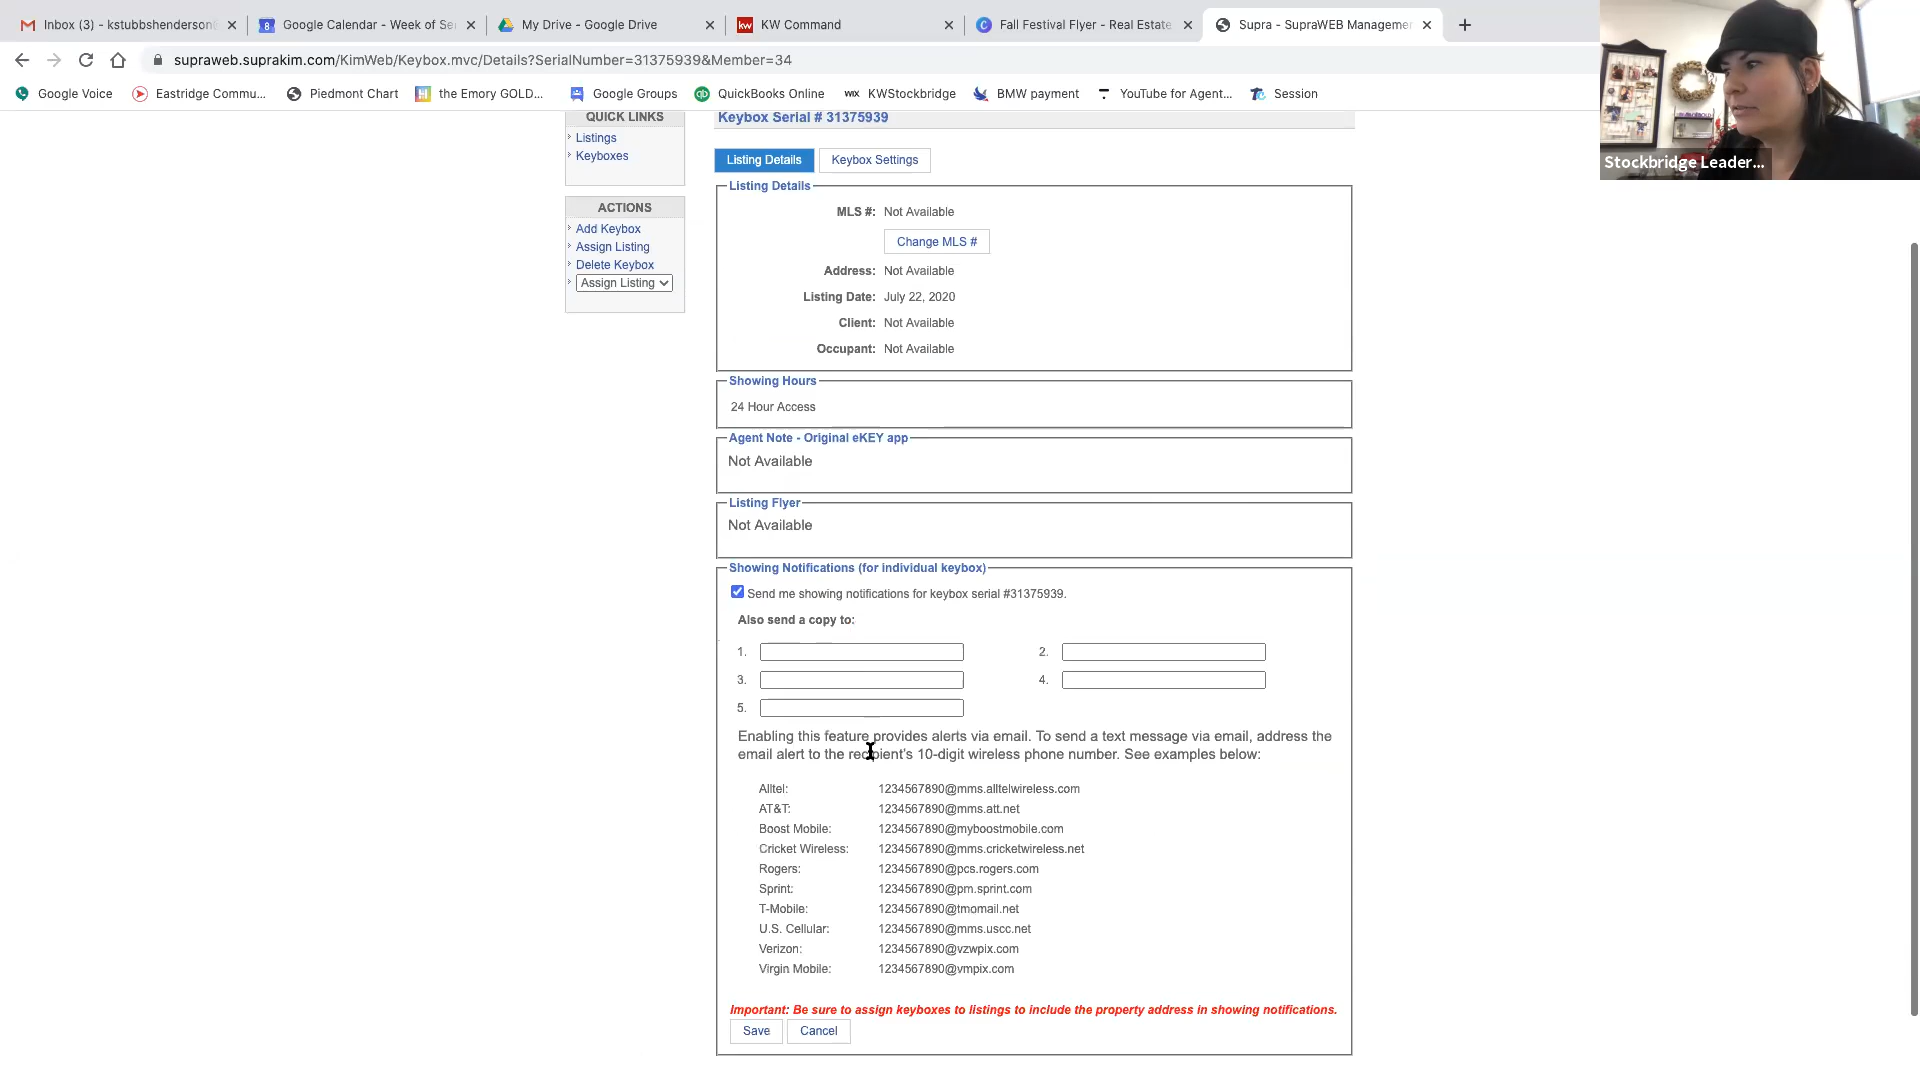 Inbox (3) - kstubbshenderson
Google Calendar - Week of Se
My Drive - Google Drive
KW Command
Fall Festival Flyer - Real Estate
Supra - SupraWEB Manageme
supraweb.suprakim.com/KimWeb/Keybox.mvc/Details?SerialNumber=31375939&Member=34
Google Voice
Eastridge Commu...
Piedmont Chart
the Emory GOLD...
Google Groups
QuickBooks Online
WIX KWStockbridge
BMW payment
YouTube for Agent...
Session
Stockbridge Leader...
QUICK LINKS
Listings
Keyboxes
ACTIONS
Add Keybox
Assign Listing
Delete Keybox
Assign Listing
Keybox Serial # 31375939
Listing Details Keybox Settings
Listing Details
MLS #: Not Available
Change MLS #
Address: Not Available
Listing Date: July 22, 2020
Client: Not Available
Occupant: Not Available
Showing Hours
24 Hour Access
Agent Note - Original eKEY app
Not Available
Listing Flyer
Not Available
Showing Notifications (for individual keybox)
Send me showing notifications for keybox serial #31375939.
Also send a copy to:
1. 2.
3. 4.
5.
Enabling this feature provides alerts via email. To send a text message via email, address the
email alert to the recipient's 10-digit wireless phone number. See examples below:
Alltel: 1234567890@mms.alltelwireless.com
AT&T: 1234567890@mms.att.net
Boost Mobile: 1234567890@myboostmobile.com
Cricket Wireless: 1234567890@mms.cricketwireless.net
Rogers: 1234567890@pcs.rogers.com
Sprint: 1234567890@pm.sprint.com
T-Mobile: 1234567890@tmomail.net
U.S. Cellular: 1234567890@mms.uscc.net
Verizon: 1234567890@vzwpix.com
Virgin Mobile: 1234567890@vmpix.com
Important: Be sure to assign keyboxes to listings to include the property address in showing notifications.
Save Cancel